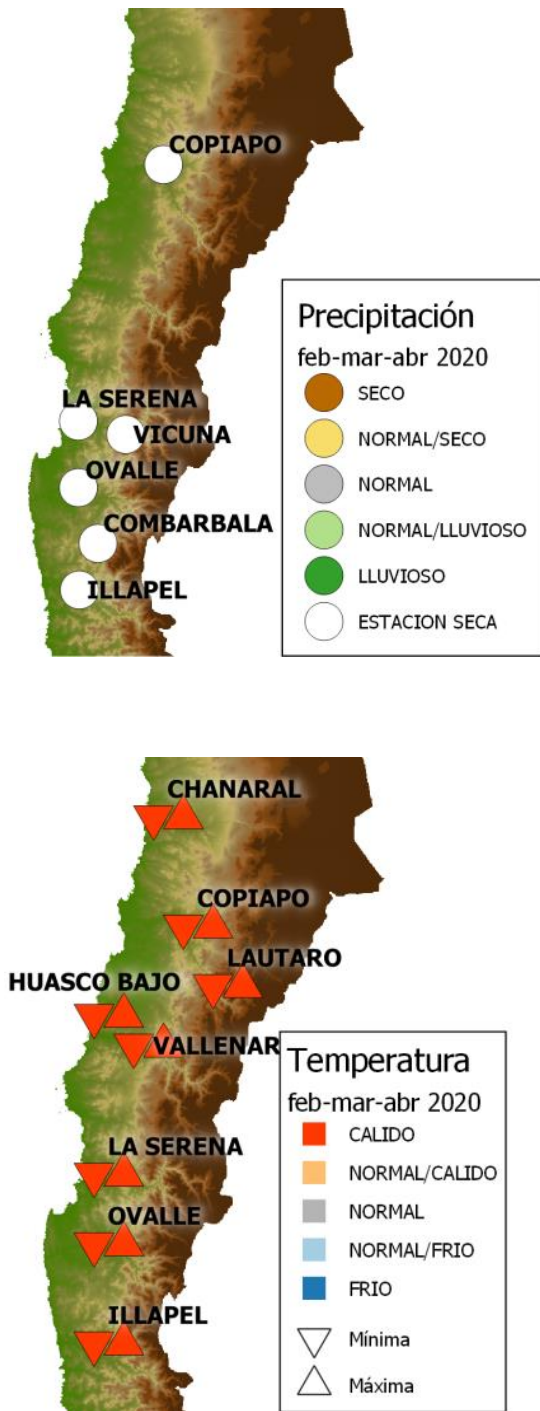 COPIAPO
LA SERENA
VICUNA
OVALLE
COMBARBALA
ILLAPEL
Precipitación
feb-mar-abr 2020
SECO
NORMAL/SECO
NORMAL
NORMAL/LLUVIOSO
LLUVIOSO
ESTACION SECA
CHANARAL
COPIAPO
LAUTARO
HUASCO BAJO
VALLENAR
LA SERENA
OVALLE
ILLAPEL
Temperatura
feb-mar-abr 2020
CALIDO
NORMAL/CALIDO
NORMAL
NORMAL/FRIO
FRIO
Mínima
Máxima